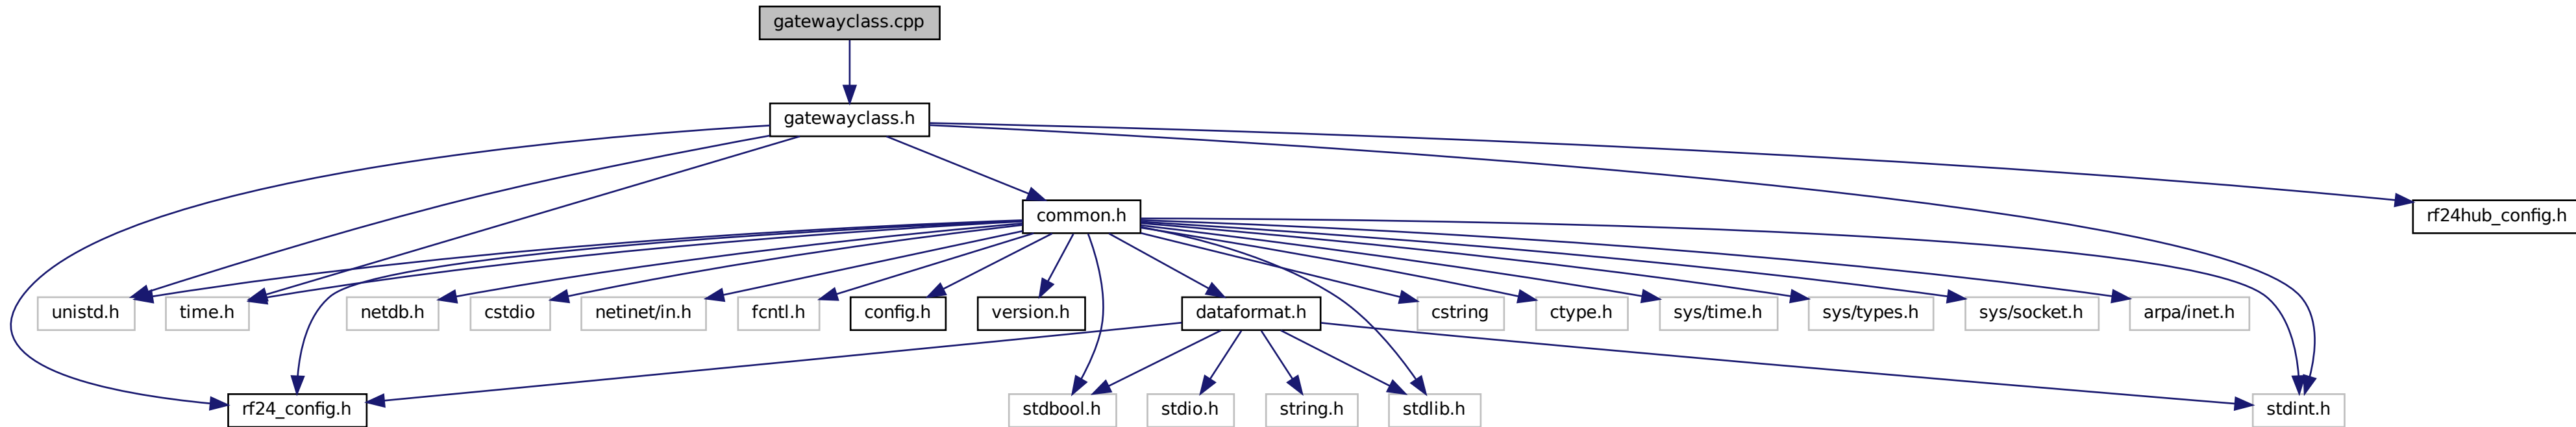 gatewayclass.cpp
gatewayclass.h
common.h
rf24hub_config.h
unistd.h
time.h
netdb.h
cstdio
netinet/in.h
fcntl.h
config.h
version.h
dataformat.h
cstring
ctype.h
sys/time.h
sys/types.h
sys/socket.h
arpa/inet.h
rf24_config.h
stdbool.h
stdio.h
string.h
stdlib.h
stdint.h